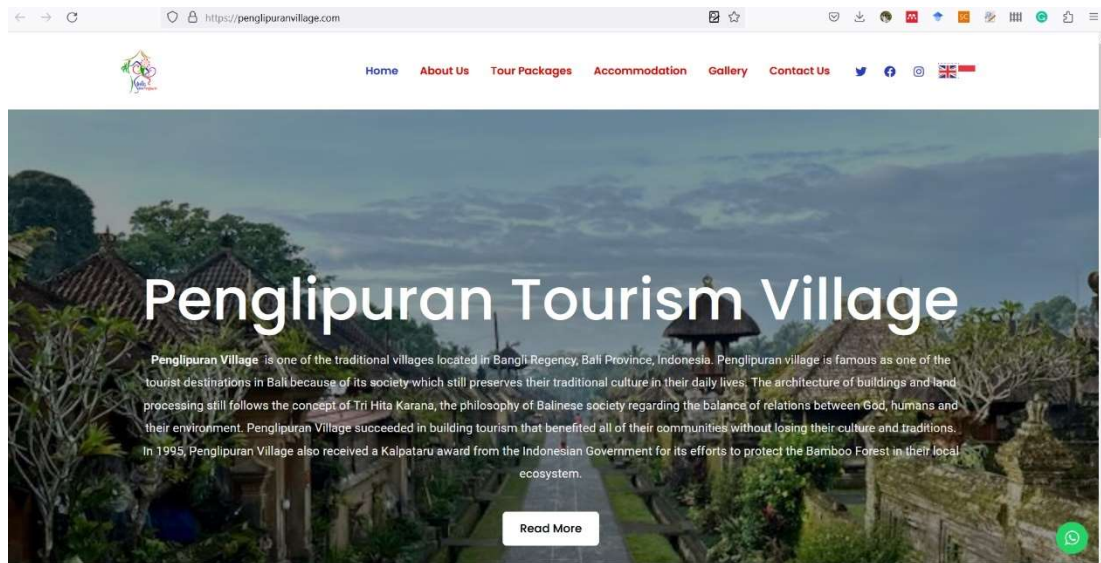 https://penglipuranvillage.com
Home About Us Tour Packages Accommodation Gallery Contact Us
Penglipuran Tourism Village
Penglipuran Village is one of the traditional villages located in Bangli Regency, Bali Province, Indonesia. Penglipuran village is famous as one of the
tourist destinations in Bali because of its society which still preserves their traditional culture in their daily lives. The architecture of buildings and land
processing still follows the concept of Tri Hita Karana, the philosophy of Balinese society regarding the balance of relations between God, humans and
their environment. Penglipuran Village succeeded in building tourism that benefited all of their communities without losing their culture and traditions.
In 1995, Penglipuran Village also received a Kalpataru award from the Indonesian Government for its efforts to protect the Bamboo Forest in their local
ecosystem.
Read More